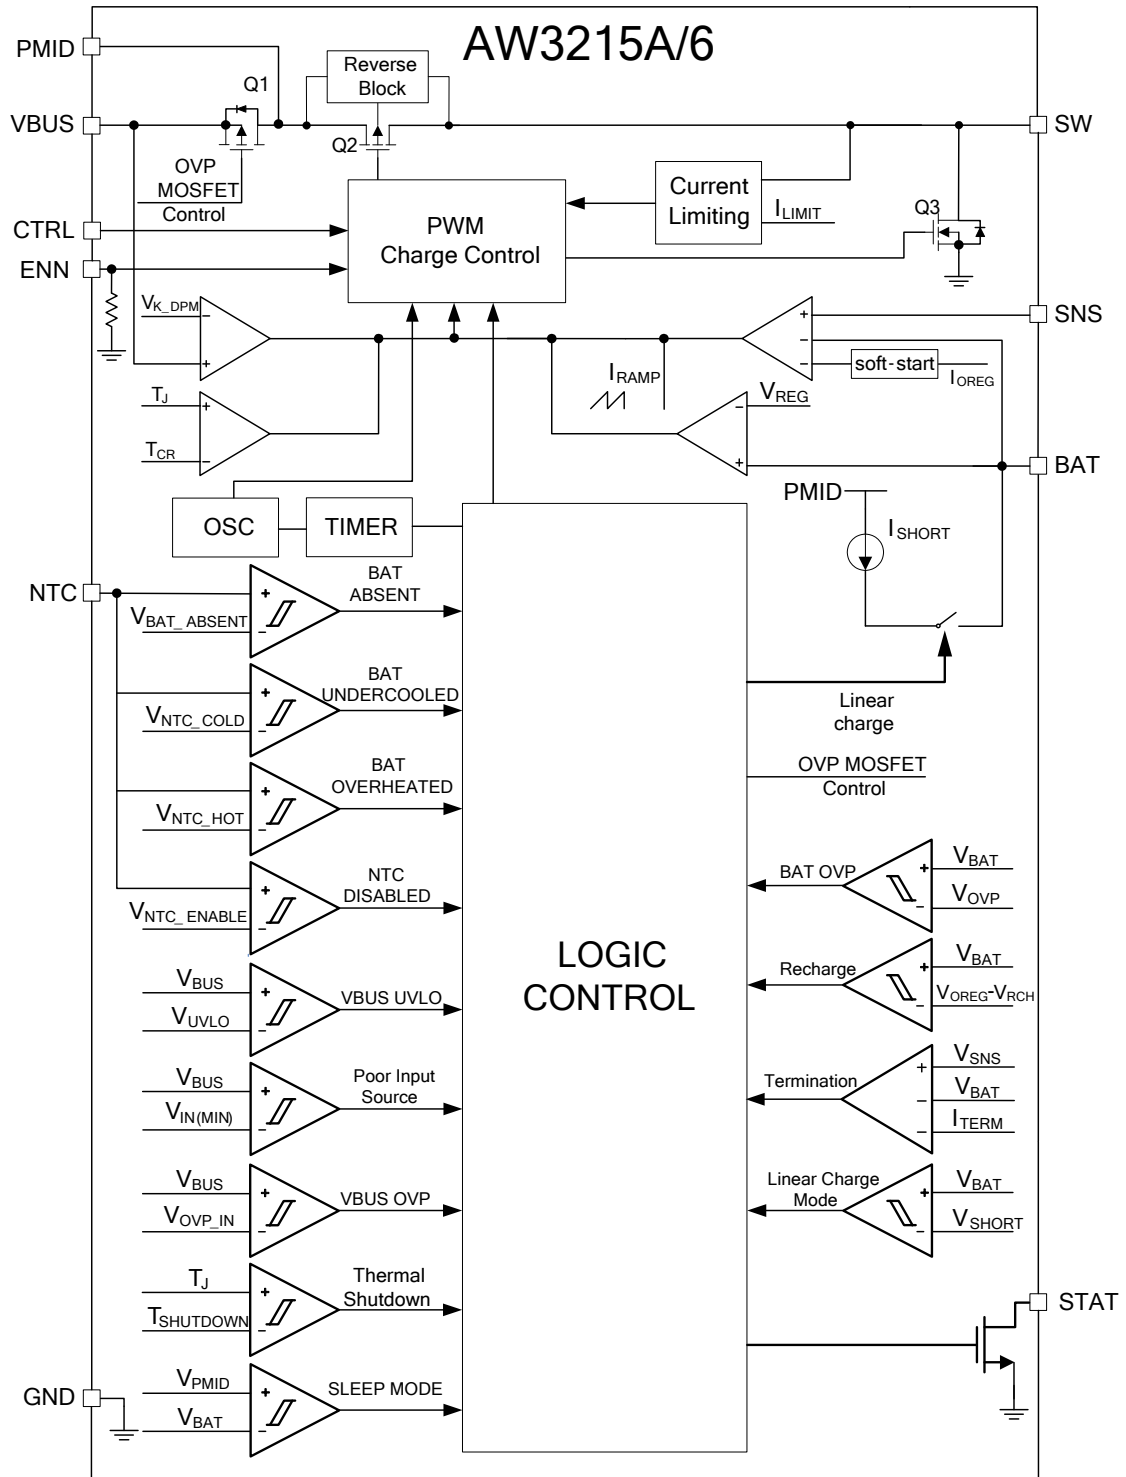 AW3215A/6
PMID
Reverse
Block
Q1
VBUS
SW
Q2
OVP
MOSFET
Control
PWM
Charge Control
Current
Limiting
ILIMIT
Q3
CTRL
ENN
VK_DPM
−
+
+
−
−
SNS
soft-start
IOREG
IRAMP
TJ
+
TCR
−
VREG
−
+
BAT
OSC
TIMER
PMID
ISHORT
NTC
+
VBAT_ABSENT
−
BAT
ABSENT
+
VNTC_COLD
−
BAT
UNDERCOOLED
Linear
charge
+
VNTC_HOT
−
BAT
OVERHEATED
OVP MOSFET
Control
+
VNTC_ENABLE
−
NTC
DISABLED
BAT OVP
+
VBAT
−
VOVP
LOGIC
CONTROL
VBUS
+
VUVLO
−
VBUS UVLO
Recharge
+
VBAT
−
VOREG-VRCH
VBUS
+
VIN(MIN)
−
Poor Input
Source
Termination
+
VSNS
−
VBAT
−
ITERM
VBUS
+
VOVP_IN
−
VBUS OVP
Linear Charge
Mode
+
VBAT
−
VSHORT
TJ
+
TSHUTDOWN
−
Thermal
Shutdown
STAT
GND
VPMID
+
VBAT
−
SLEEP MODE